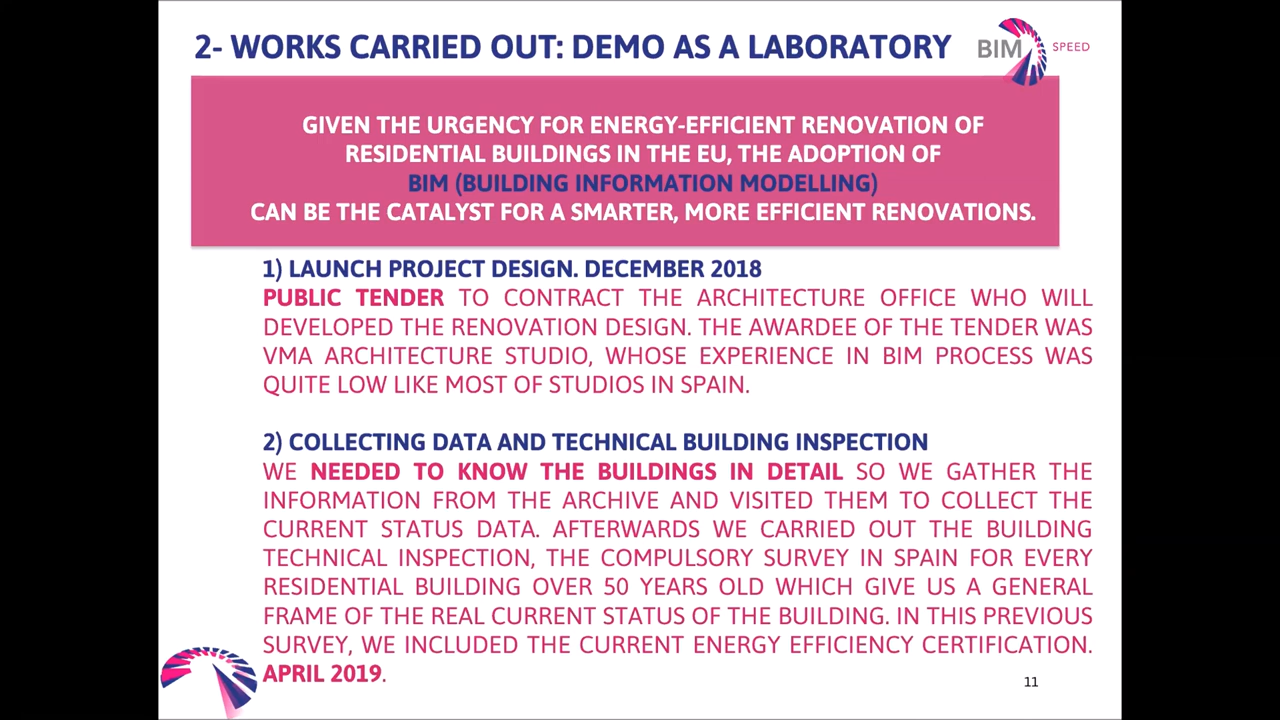 2- WORKS CARRIED OUT: DEMO AS A LABORATORY
BIM SPEED
GIVEN THE URGENCY FOR ENERGY-EFFICIENT RENOVATION OF
RESIDENTIAL BUILDINGS IN THE EU, THE ADOPTION OF
BIM (BUILDING INFORMATION MODELLING)
CAN BE THE CATALYST FOR A SMARTER, MORE EFFICIENT RENOVATIONS.
1) LAUNCH PROJECT DESIGN. DECEMBER 2018
PUBLIC TENDER TO CONTRACT THE ARCHITECTURE OFFICE WHO WILL
DEVELOPED THE RENOVATION DESIGN. THE AWARDEE OF THE TENDER WAS
VMA ARCHITECTURE STUDIO, WHOSE EXPERIENCE IN BIM PROCESS WAS
QUITE LOW LIKE MOST OF STUDIOS IN SPAIN.
2) COLLECTING DATA AND TECHNICAL BUILDING INSPECTION
WE NEEDED TO KNOW THE BUILDINGS IN DETAIL SO WE GATHER THE
INFORMATION FROM THE ARCHIVE AND VISITED THEM TO COLLECT THE
CURRENT STATUS DATA. AFTERWARDS WE CARRIED OUT THE BUILDING
TECHNICAL INSPECTION, THE COMPULSORY SURVEY IN SPAIN FOR EVERY
RESIDENTIAL BUILDING OVER 50 YEARS OLD WHICH GIVE US A GENERAL
FRAME OF THE REAL CURRENT STATUS OF THE BUILDING. IN THIS PREVIOUS
SURVEY, WE INCLUDED THE CURRENT ENERGY EFFICIENCY CERTIFICATION.
APRIL 2019.
11